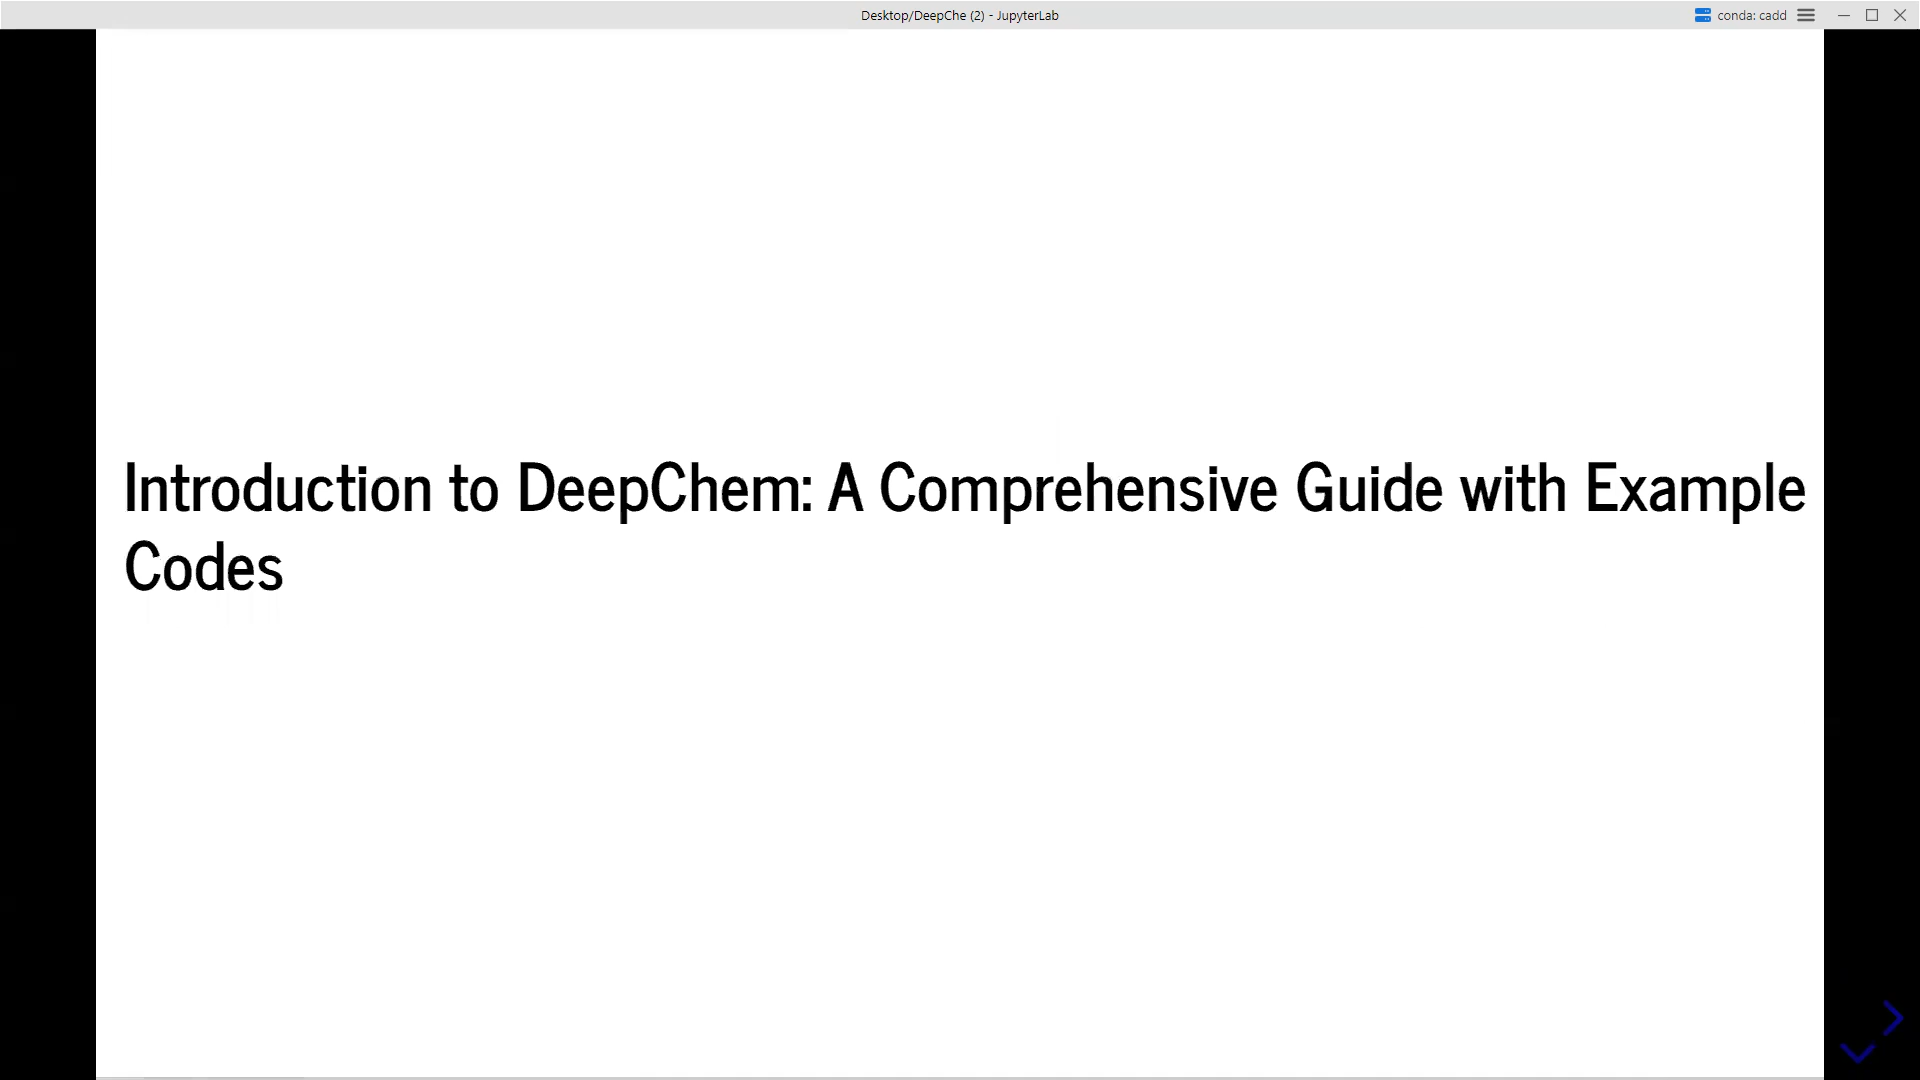 Desktop/DeepChe (2) - JupyterLab
conda: cadd
Introduction to DeepChem: A Comprehensive Guide with Example
Codes